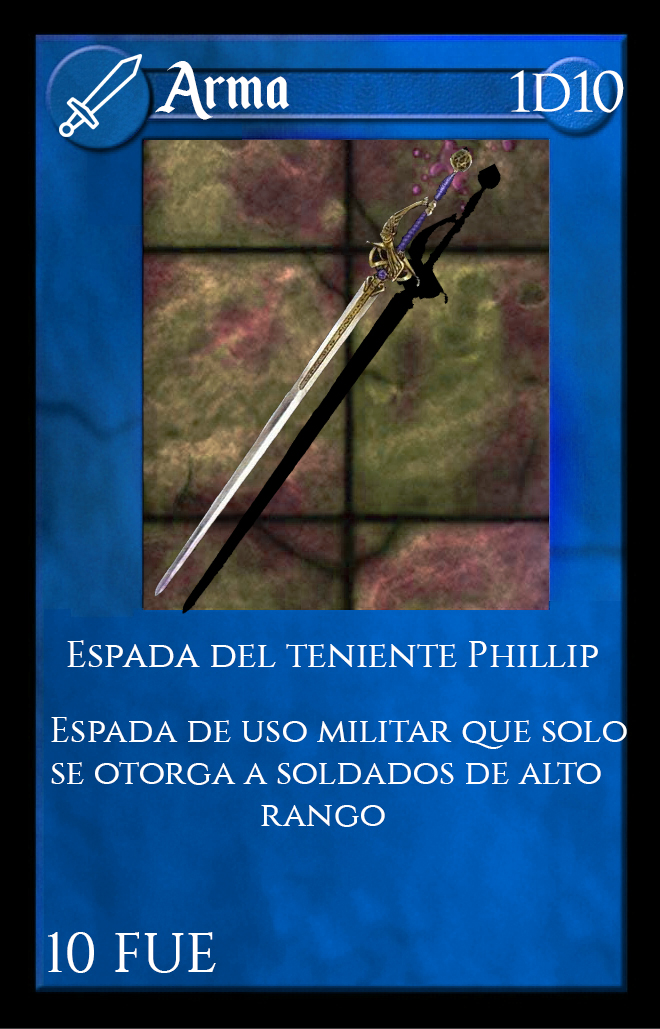 Arma
1D10
Espada del teniente Phillip
Espada de uso militar que solo
se otorga a soldados de alto
rango
10 FUE